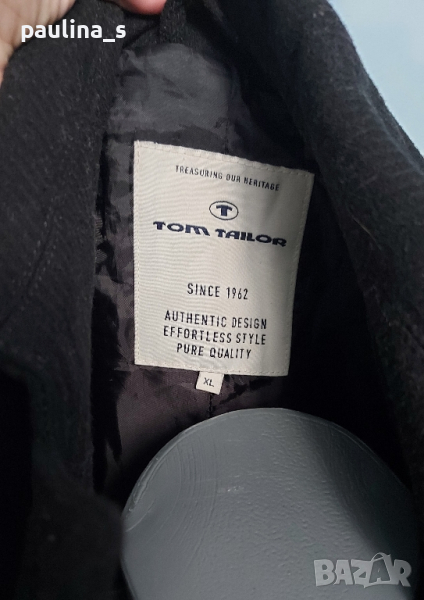 paulina_s
TREASURING OUR HERITAGE
T
TOM TAILOR
SINCE 1962
AUTHENTIC DESIGN
EFFORTLESS STYLE
PURE QUALITY
XL
BAZAR